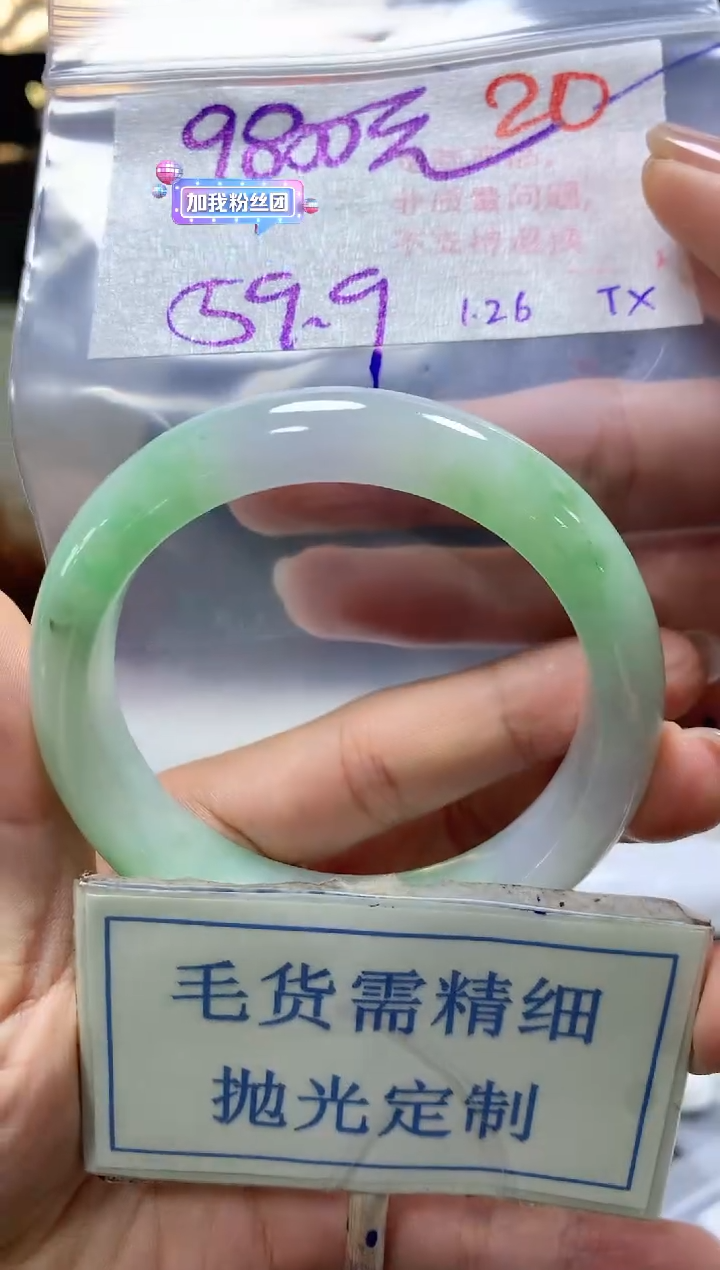 9800元 20
加我粉丝团
非质量问题,
不支持退换
59.9 1.26 TX
毛货需精细
抛光定制